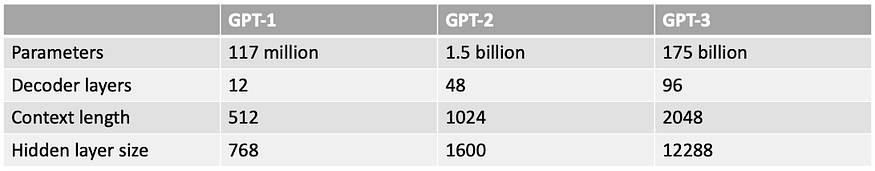 GPT-1 GPT-2 GPT-3
Parameters 117 million 1.5 billion 175 billion
Decoder layers 12 48 96
Context length 512 1024 2048
Hidden layer size 768 1600 12288